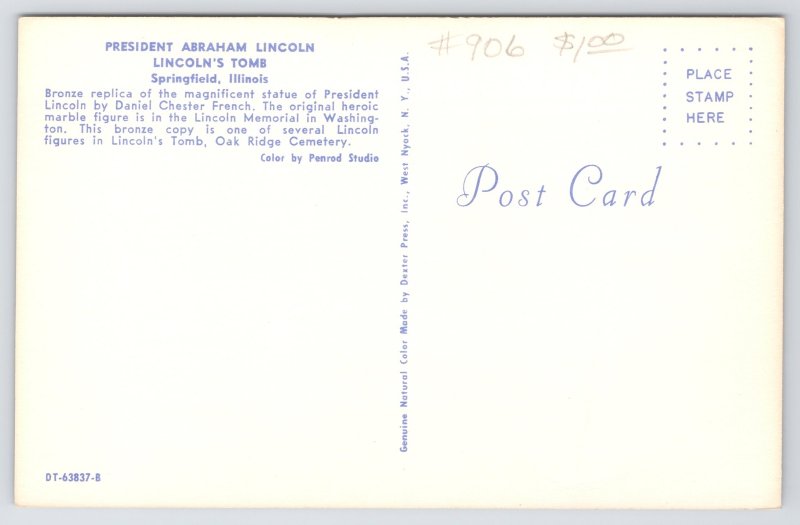 PRESIDENT ABRAHAM LINCOLN
LINCOLN'S TOMB
Springfield, Illinois
Bronze replica of the magnificent statue of President
Lincoln by Daniel Chester French. The original heroic
marble figure is in the Lincoln Memorial in Washing-
ton. This bronze copy is one of several Lincoln
figures in Lincoln's Tomb, Oak Ridge Cemetery.
Color by Penrod Studio
DT-63837-B
Genuine Natural Color Made by Dexter Press, Inc., West Nyack, N. Y., U.S.A.
#906 $1.00
PLACE
STAMP
HERE
Post Card